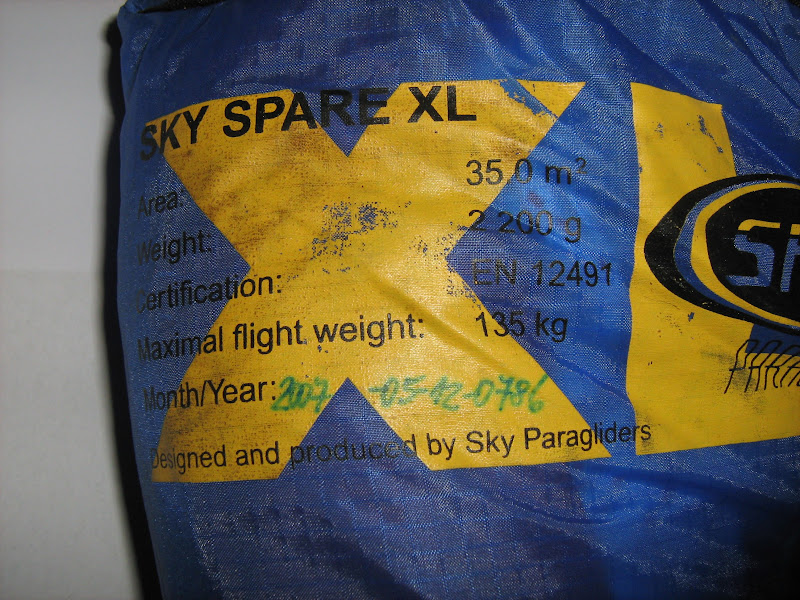 SKY SPARE XL
Area: 35.0 m²
Weight: 2 200 g
Certification: EN 12491
Maximal flight weight: 135 kg
Month/Year: 2007 -05-12-0786
Designed and produced by Sky Paragliders